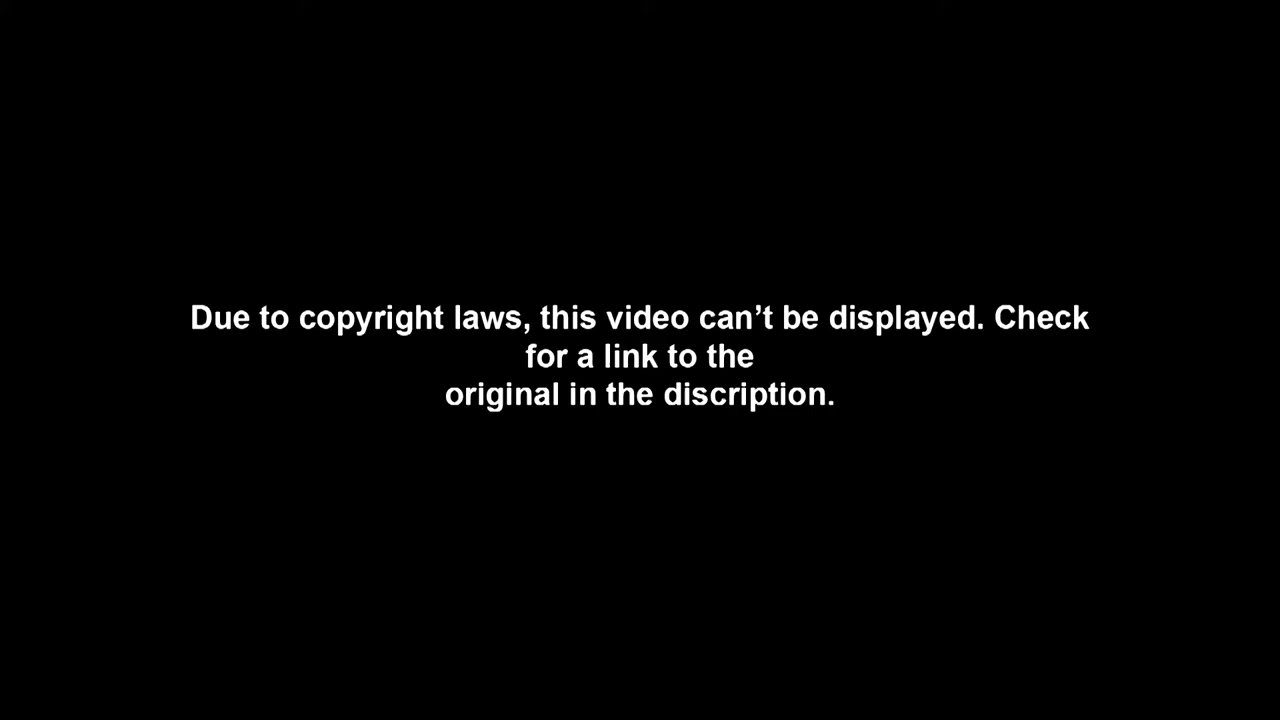 Due to copyright laws, this video can’t be displayed. Check
for a link to the
original in the discription.